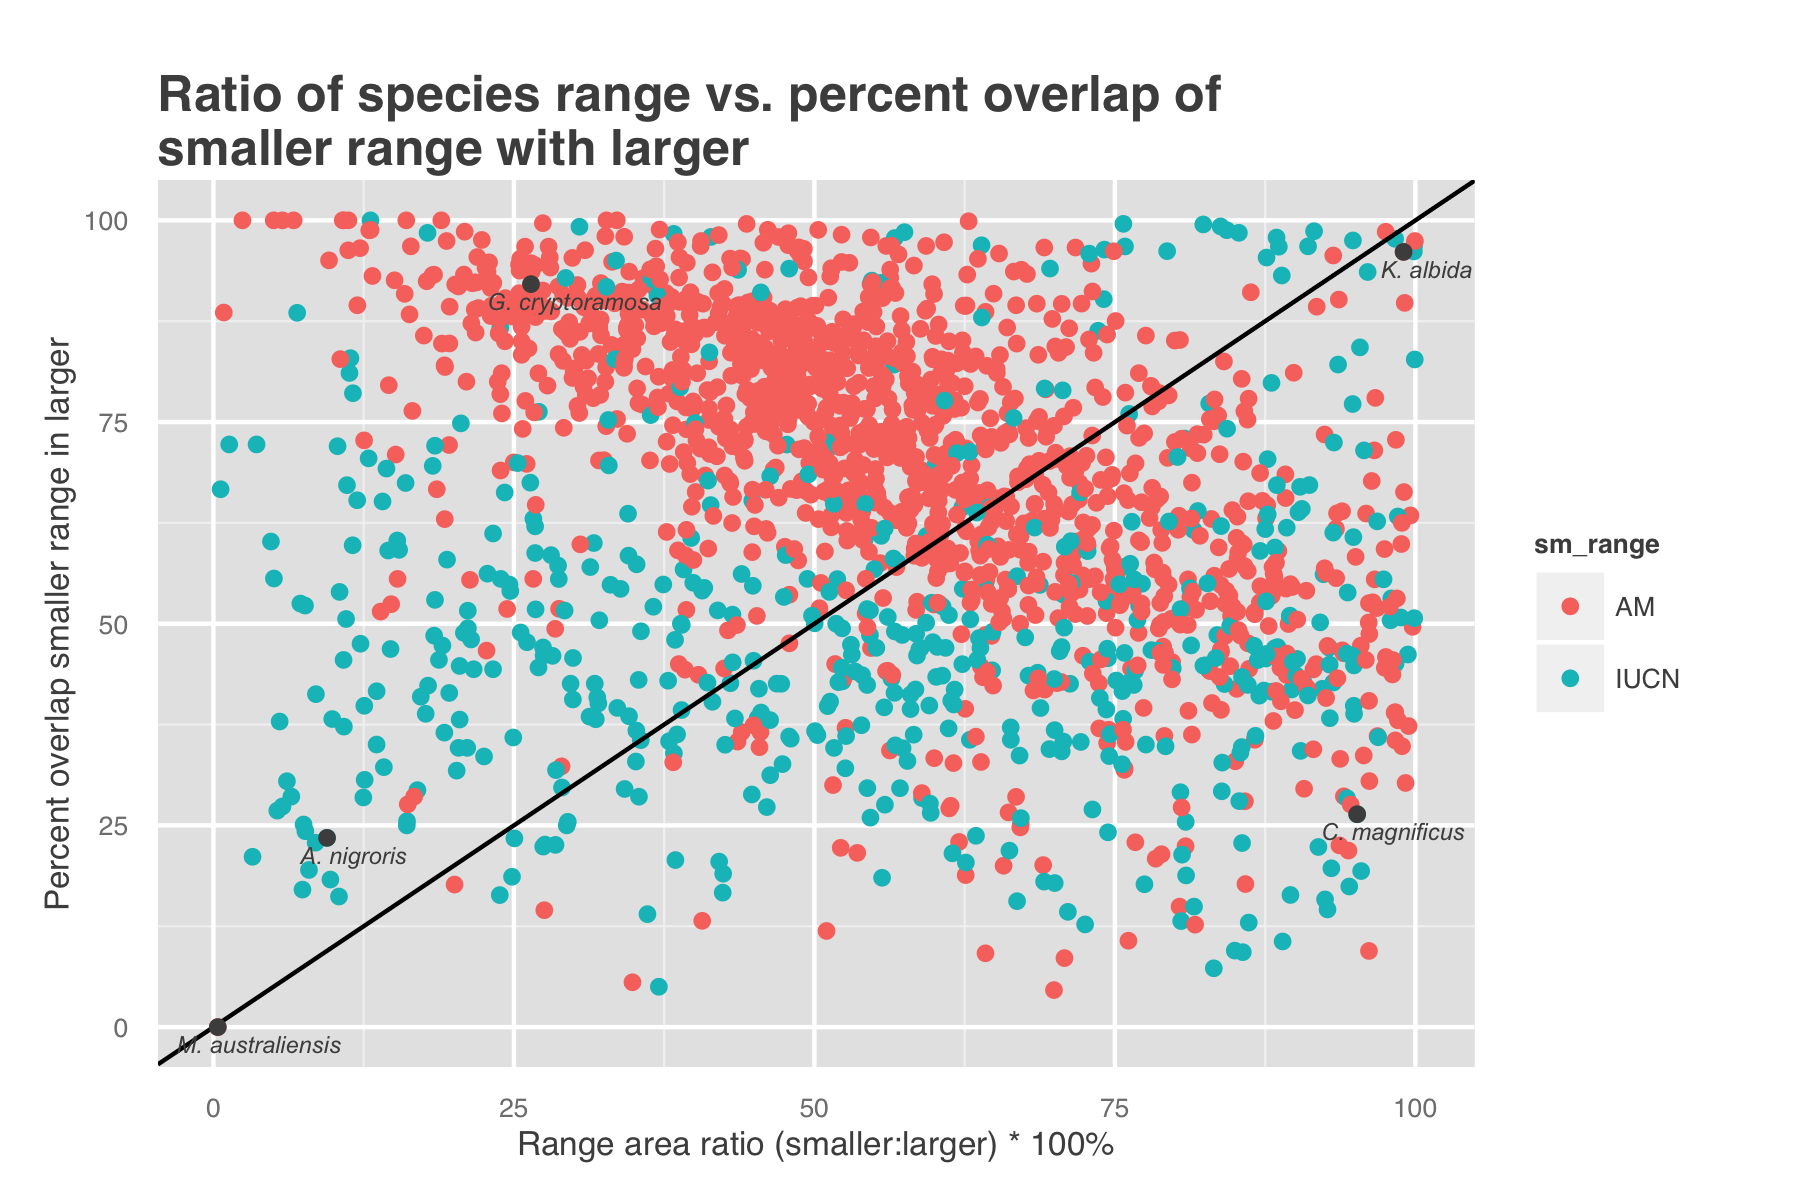 Ratio of species range vs. percent overlap of
smaller range with larger
Percent overlap smaller range in larger
100
75
50
25
0
G. cryptoramosa
K. albida
A. nigroris
C. magnificus
M. australiensis
0 25 50 75 100
Range area ratio (smaller:larger) * 100%
sm_range
AM
IUCN